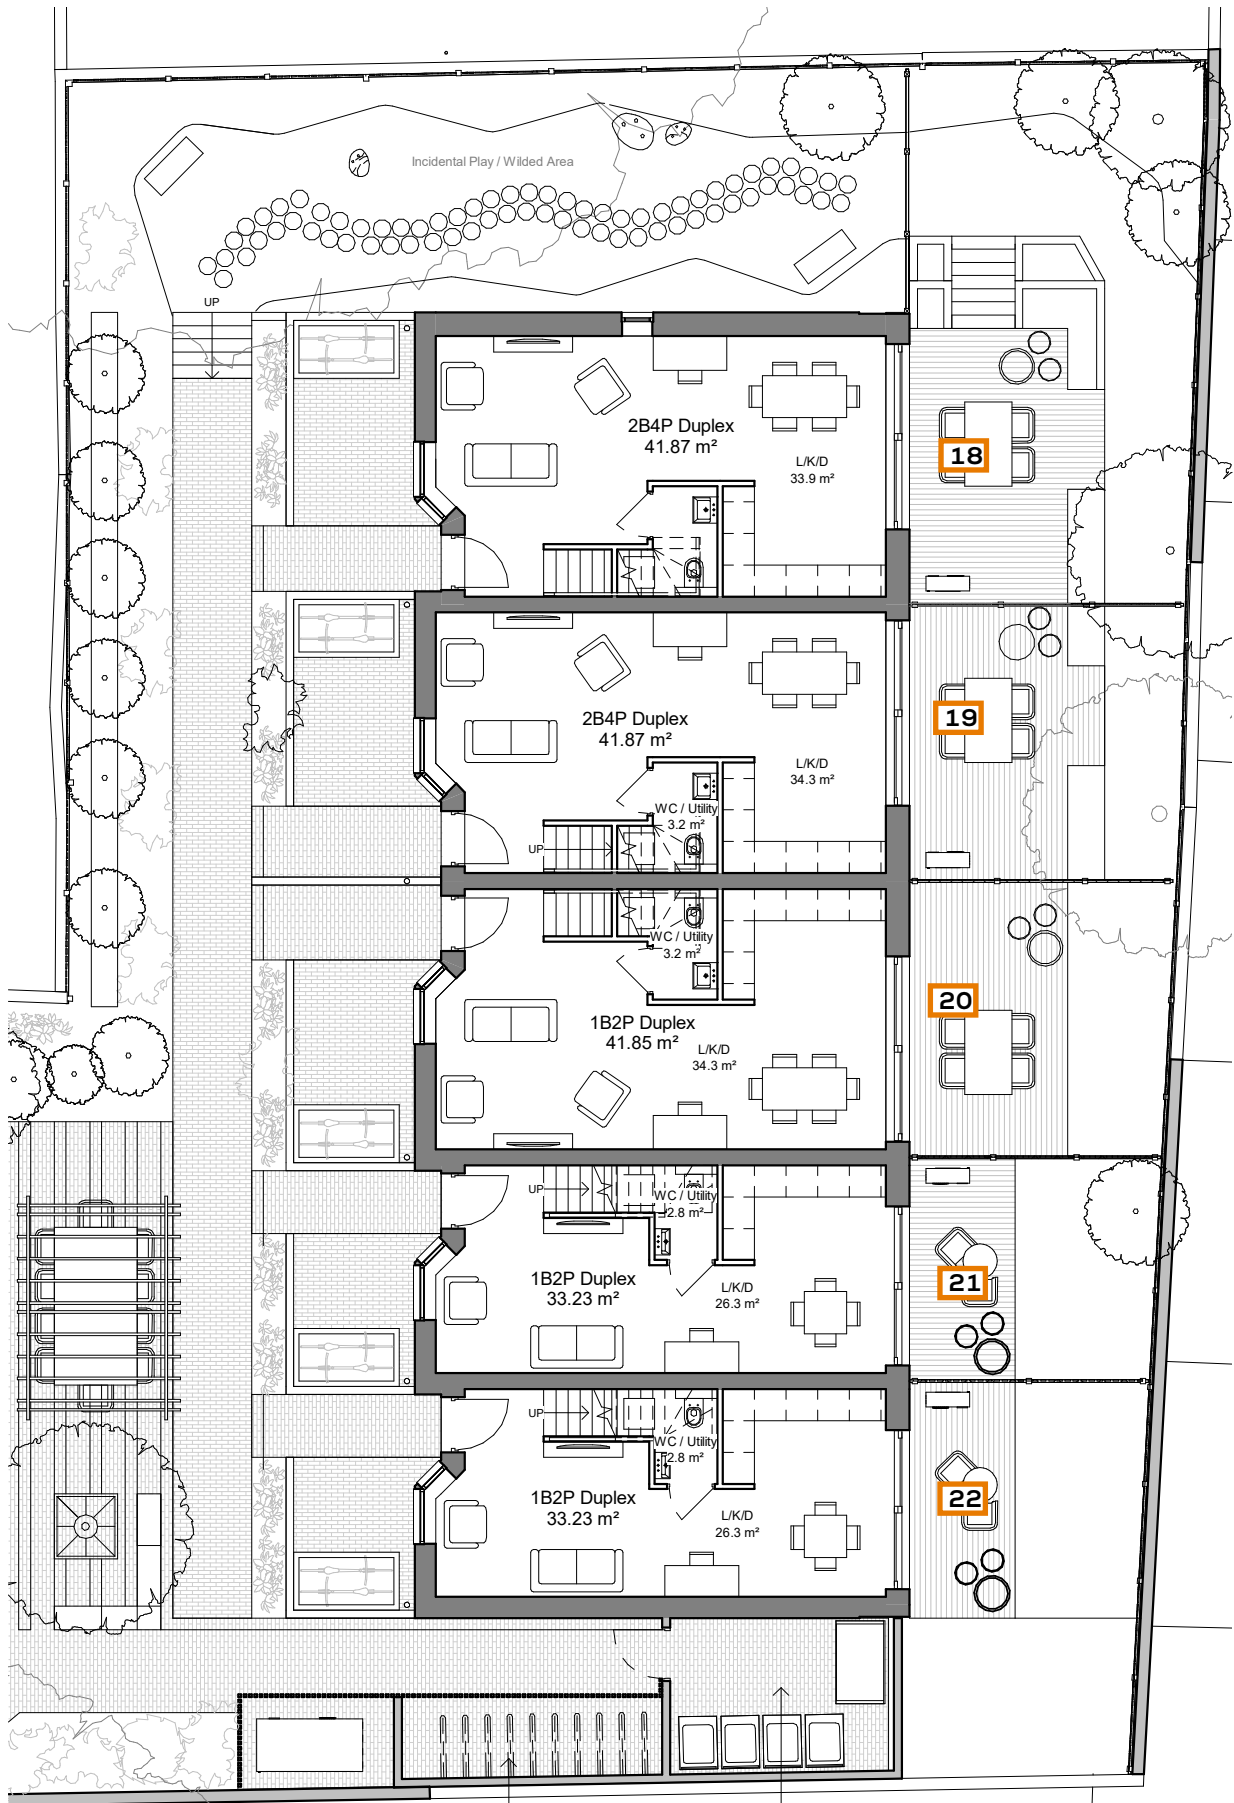 Incidental Play / Wilded Area
UP
2B4P Duplex
41.87 m²
L/K/D
33.9 m²
18
2B4P Duplex
41.87 m²
L/K/D
34.3 m²
WC / Utility
3.2 m²
UP
19
WC / Utility
3.2 m²
1B2P Duplex
41.85 m²
L/K/D
34.3 m²
20
UP
WC / Utility
2.8 m²
1B2P Duplex
33.23 m²
L/K/D
26.3 m²
21
UP
WC / Utility
2.8 m²
1B2P Duplex
33.23 m²
L/K/D
26.3 m²
22